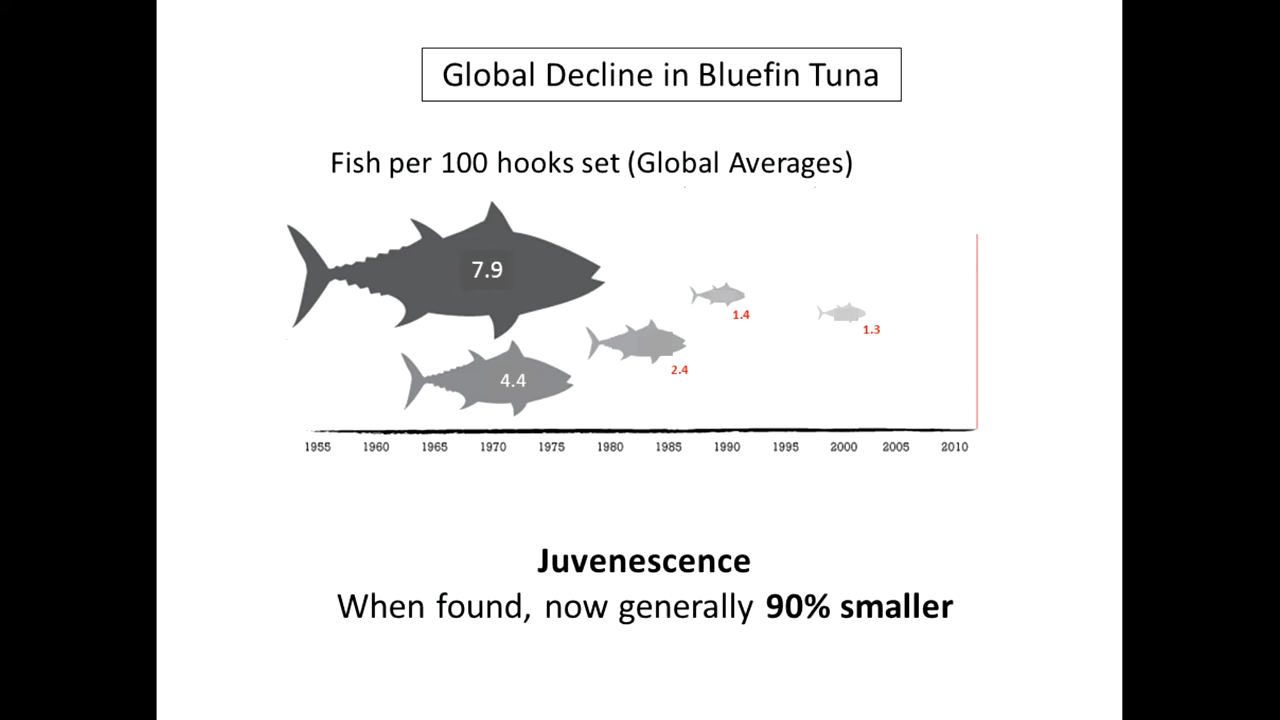 Global Decline in Bluefin Tuna
Fish per 100 hooks set (Global Averages)
7.9
1.4
1.3
2.4
4.4
1955 1960 1965 1970 1975 1980 1985 1990 1995 2000 2005 2010
Juvenescence
When found, now generally 90% smaller